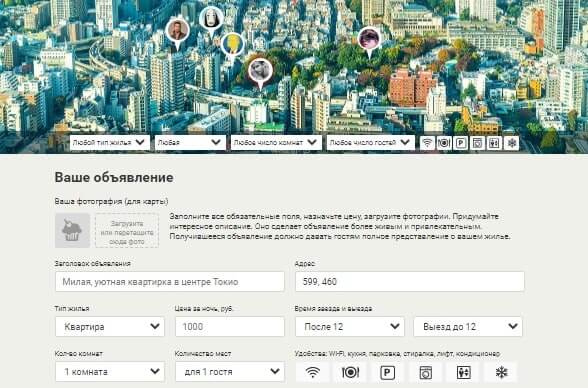 Любой тип жилья Любая Любое число комнат Любое число гостей P
Ваше объявление
Ваша фотография (для карты)
Загрузите
или перетащите
сюда фото
Заполните все обязательные поля, назначьте цену, загрузите фотографии. Придумайте
интересное описание. Оно сделает объявление более живым и привлекательным.
Получившееся объявление должно давать гостям полное представление о вашем жилье.
Заголовок объявления Адрес
Милая, уютная квартирка в центре Токио 599, 460
Тип жилья Цена за ночь, руб. Время заезда и выезда
Квартира 1000 После 12 Выезд до 12
Кол-во комнат Количество мест Удобства: Wi-Fi, кухня, парковка, стиралка, лифт, кондиционер
1 комната для 1 гостя P